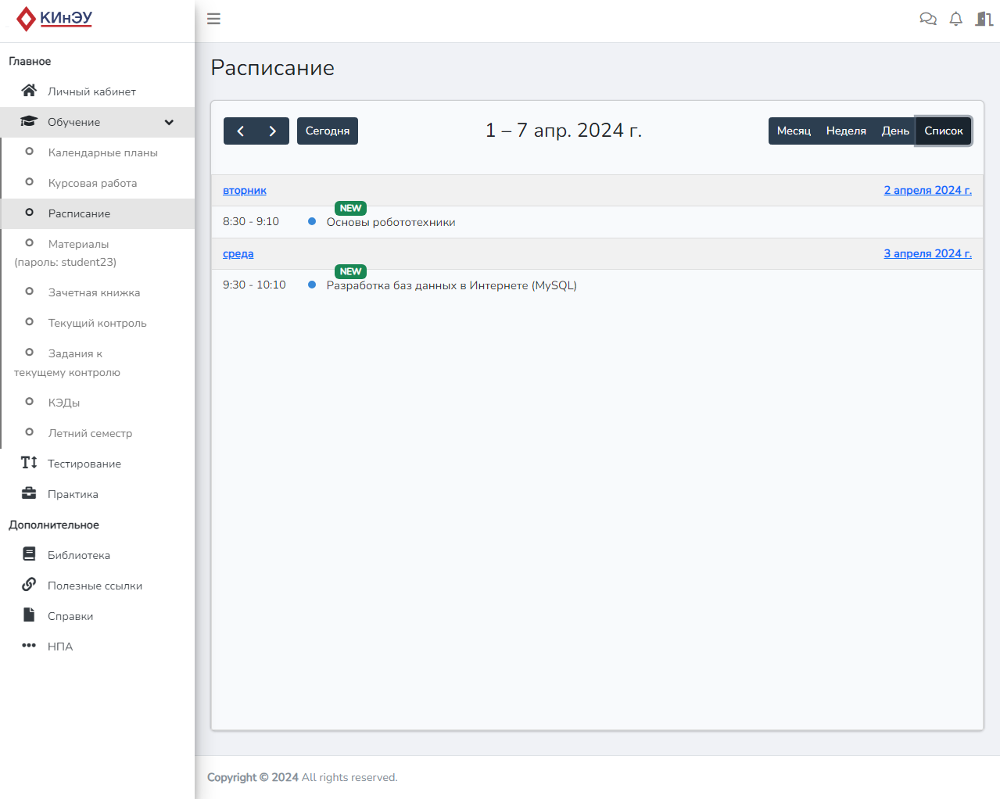 КИнЭУ
Главное
Личный кабинет
Обучение
Календарные планы
Курсовая работа
Расписание
Материалы
(пароль: student23)
Зачетная книжка
Текущий контроль
Задания к
текущему контролю
КЭДы
Летний семестр
Тестирование
Практика
Дополнительное
Библиотека
Полезные ссылки
Справки
НПА
Расписание
Сегодня
1 – 7 апр. 2024 г.
Месяц Неделя День Список
вторник 2 апреля 2024 г.
NEW
8:30 - 9:10 Основы робототехники
среда 3 апреля 2024 г.
NEW
9:30 - 10:10 Разработка баз данных в Интернете (MySQL)
Copyright © 2024 All rights reserved.